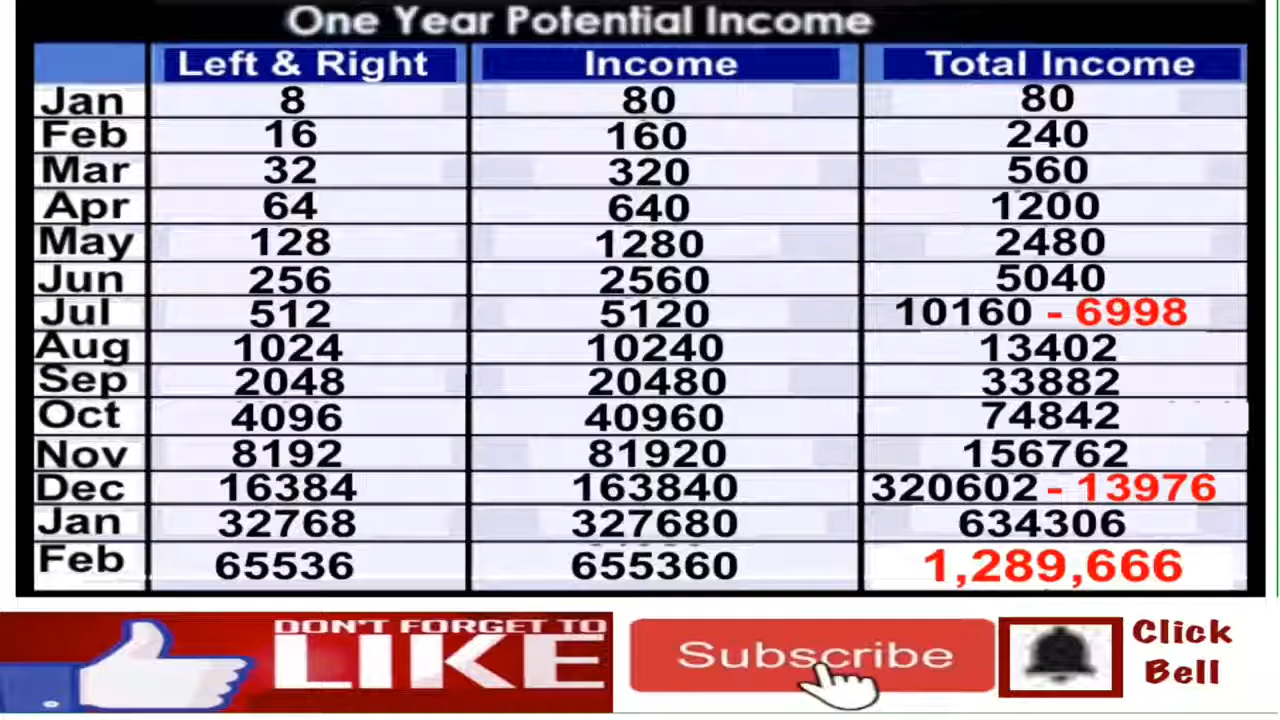 One Year Potential Income
Left & Right Income Total Income
Jan 8 80 80
Feb 16 160 240
Mar 32 320 560
Apr 64 640 1200
May 128 1280 2480
Jun 256 2560 5040
Jul 512 5120 10160 - 6998
Aug 1024 10240 13402
Sep 2048 20480 33882
Oct 4096 40960 74842
Nov 8192 81920 156762
Dec 16384 163840 320602 - 13976
Jan 32768 327680 634306
Feb 65536 655360 1,289,666
DON'T FORGET TO
LIKE
Subscribe
Click
Bell